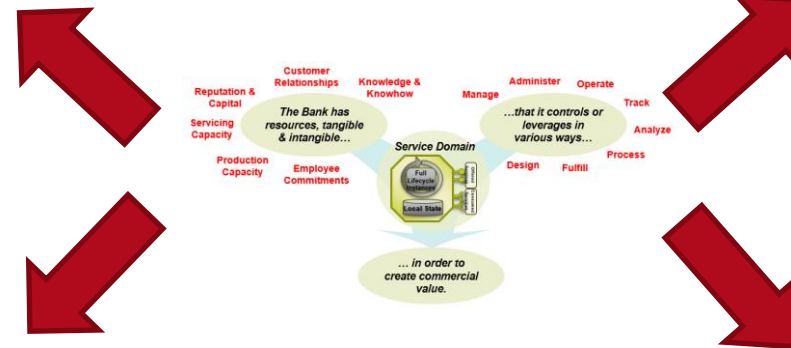 Customer
Relationships
Knowledge &
Knowhow
Reputation &
Capital
Servicing
Capacity
Production
Capacity
Employee
Commitments
The Bank has
resources, tangible
& intangible…
Manage
Administer
Operate
Track
Analyze
Process
Fulfill
Design
…that it controls or
leverages in
various ways…
Service Domain
Full
Lifecycle
Instances
Local State
… in order to
create commercial
value.